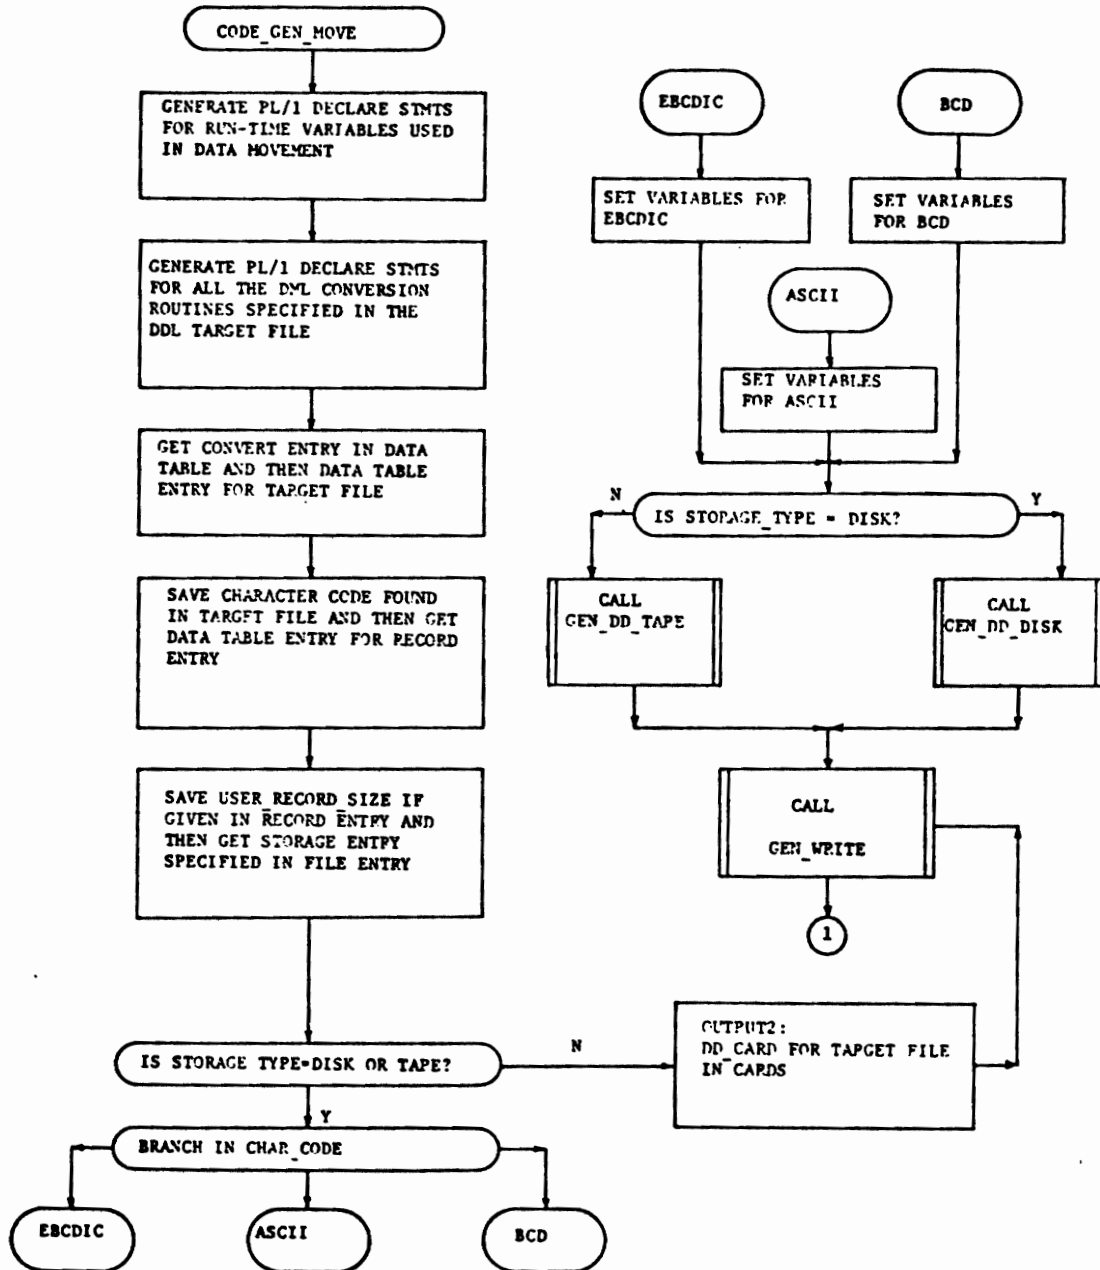 CODE_GEN_MOVE
GENERATE PL/1 DECLARE STMTS
FOR RUN-TIME VARIABLES USED
IN DATA MOVEMENT
GENERATE PL/1 DECLARE STMTS
FOR ALL THE DML CONVERSION
ROUTINES SPECIFIED IN THE
DDL TARGET FILE
GET CONVERT ENTRY IN DATA
TABLE AND THEN DATA TABLE
ENTRY FOR TARGET FILE
SAVE CHARACTER CODE FOUND
IN TARGET FILE AND THEN GET
DATA TABLE ENTRY FOR RECORD
ENTRY
SAVE USER_RECORD_SIZE IF
GIVEN IN RECORD ENTRY AND
THEN GET STORAGE ENTRY
SPECIFIED IN FILE ENTRY
IS STORAGE TYPE=DISK OR TAPE?
N
Y
BRANCH IN CHAR_CODE
EBCDIC
ASCII
BCD
EBCDIC
BCD
SET VARIABLES FOR
EBCDIC
SET VARIABLES
FOR BCD
ASCII
SET VARIABLES
FOR ASCII
N
IS STORAGE_TYPE = DISK?
Y
CALL
GEN_DD_TAPE
CALL
GEN_DD_DISK
CALL
GEN_WRITE
1
OUTPUT2:
DD_CARD FOR TARGET FILE
IN CARDS